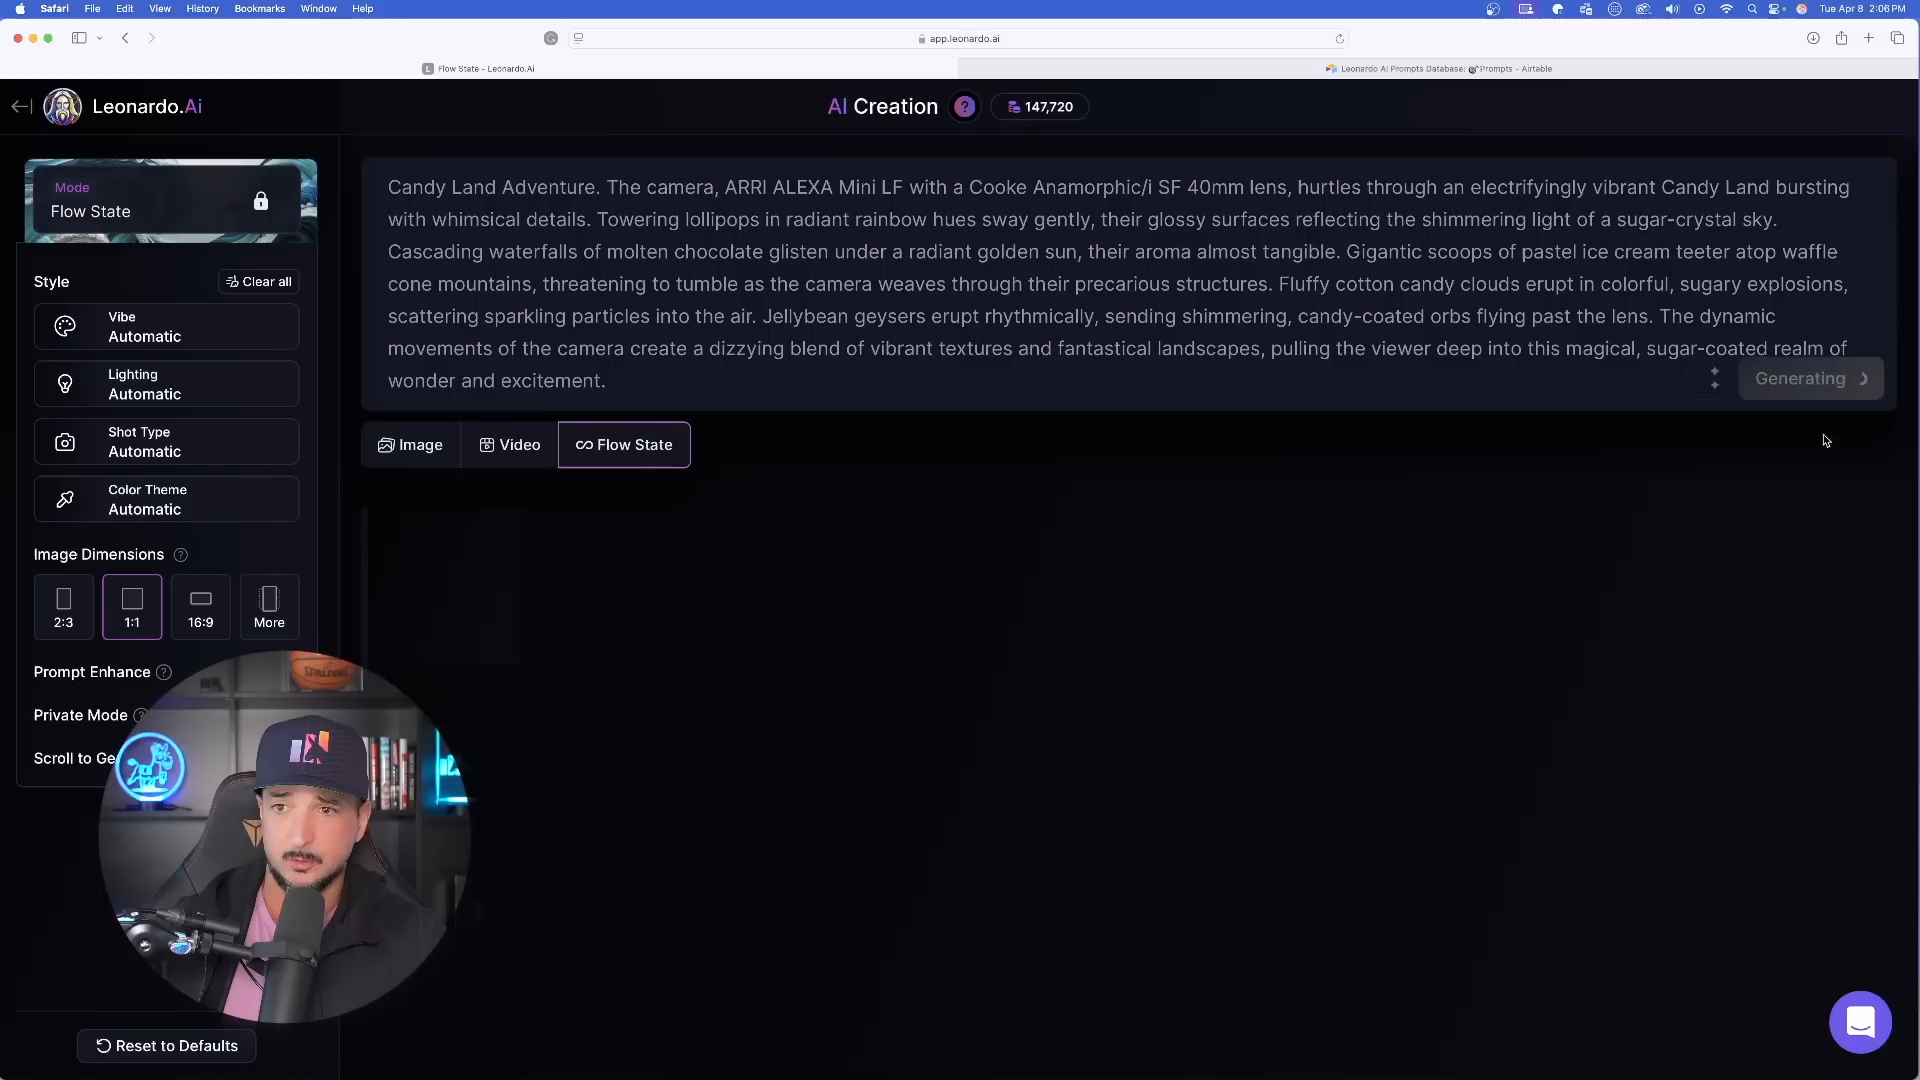 Safari File Edit View History Bookmarks Window Help
Tue Apr 8 2:06 PM
app.leonardo.ai
L Flow State - Leonardo.Ai
Leonardo AI Prompts Database: Prompts - Airtable
Leonardo.Ai
AI Creation ? 147,720
Mode
Flow State
Style
Clear all
Vibe
Automatic
Lighting
Automatic
Shot Type
Automatic
Color Theme
Automatic
Image Dimensions ?
2:3 1:1 16:9 More
Prompt Enhance ?
Private Mode ?
Scroll to Ge
Reset to Defaults
Candy Land Adventure. The camera, ARRI ALEXA Mini LF with a Cooke Anamorphic/i SF 40mm lens, hurtles through an electrifyingly vibrant Candy Land bursting
with whimsical details. Towering lollipops in radiant rainbow hues sway gently, their glossy surfaces reflecting the shimmering light of a sugar-crystal sky.
Cascading waterfalls of molten chocolate glisten under a radiant golden sun, their aroma almost tangible. Gigantic scoops of pastel ice cream teeter atop waffle
cone mountains, threatening to tumble as the camera weaves through their precarious structures. Fluffy cotton candy clouds erupt in colorful, sugary explosions,
scattering sparkling particles into the air. Jellybean geysers erupt rhythmically, sending shimmering, candy-coated orbs flying past the lens. The dynamic
movements of the camera create a dizzying blend of vibrant textures and fantastical landscapes, pulling the viewer deep into this magical, sugar-coated realm of
wonder and excitement.
Generating
Image Video Flow State
SPALDING